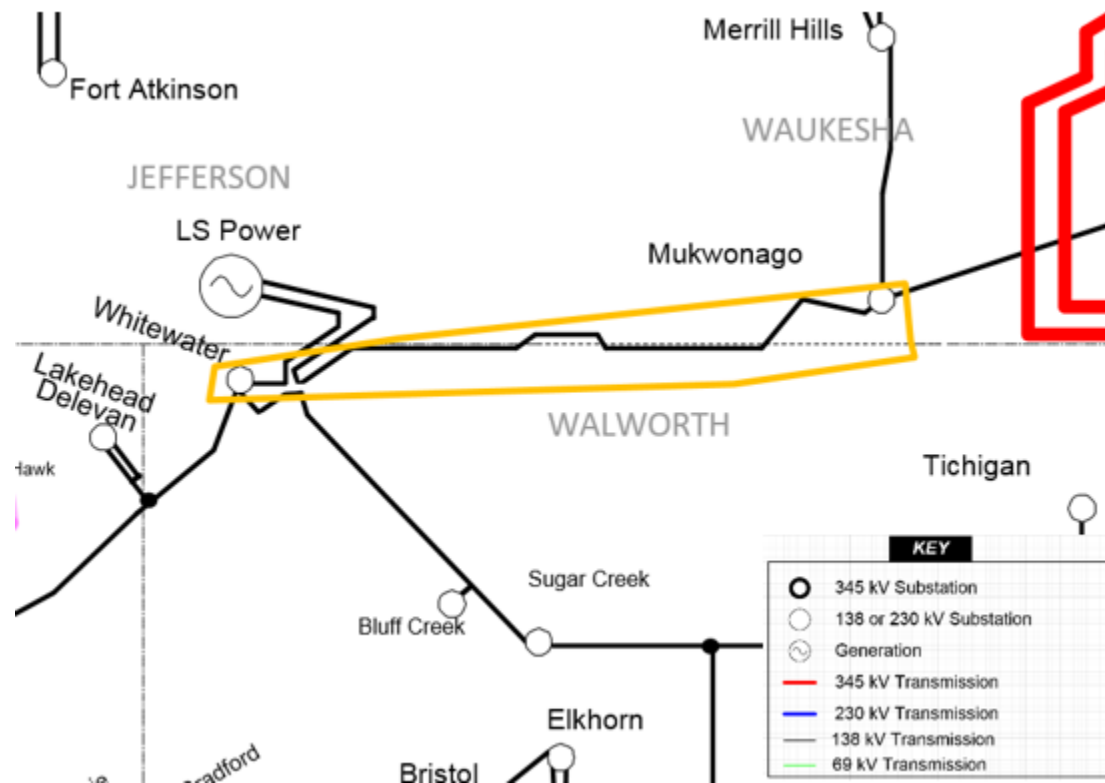 Merrill Hills
Fort Atkinson
WAUKESHA
JEFFERSON
LS Power
Mukwonago
Whitewater
Lakehead
Delevan
WALWORTH
Hawk
Tichigan
KEY
345 kV Substation
138 or 230 kV Substation
Generation
345 kV Transmission
230 kV Transmission
138 kV Transmission
69 kV Transmission
Sugar Creek
Bluff Creek
Elkhorn
Bristol